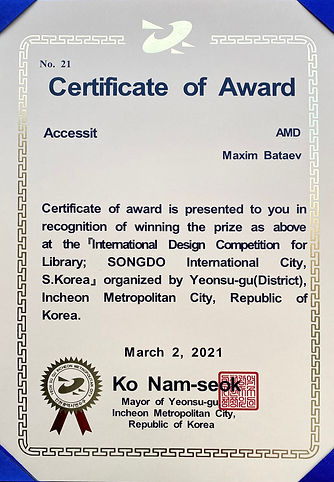 No. 21
Certificate of Award
Accessit AMD
Maxim Bataev
Certificate of award is presented to you in
recognition of winning the prize as above
at the『International Design Competition for
Library; SONGDO International City,
S.Korea』organized by Yeonsu-gu(District),
Incheon Metropolitan City, Republic of
Korea.
March 2, 2021
Ko Nam-seok
Mayor of Yeonsu-gu
Incheon Metropolitan City,
Republic of Korea